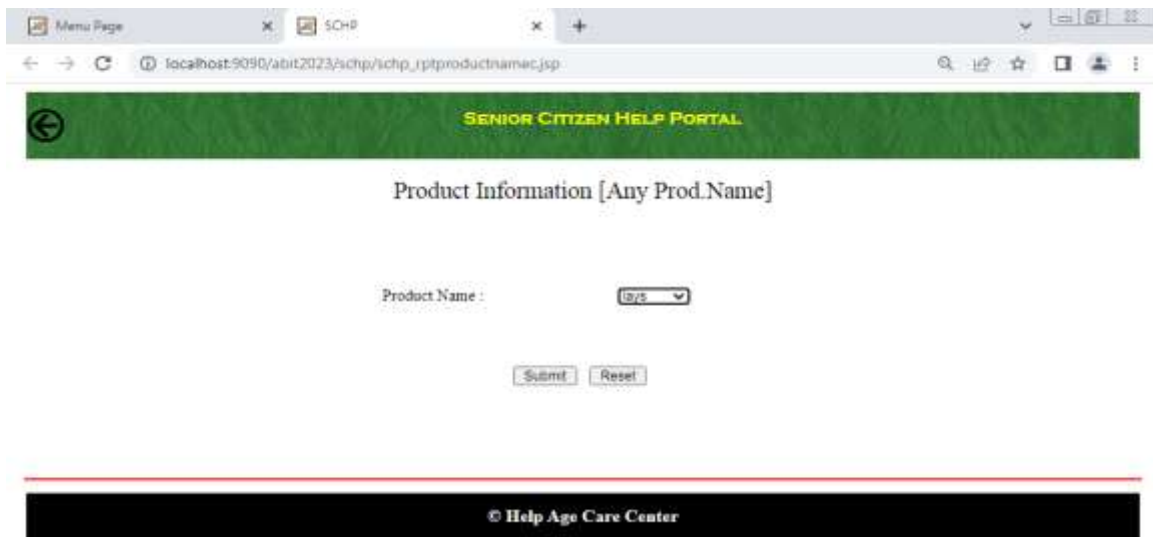 Menu Page
SCHP
localhost:9090/abit2023/schp/schp_rptproductnamec.jsp
SENIOR CITIZEN HELP PORTAL
Product Information [Any Prod.Name]
Product Name :
lays
Submit Reset
© Help Age Care Center